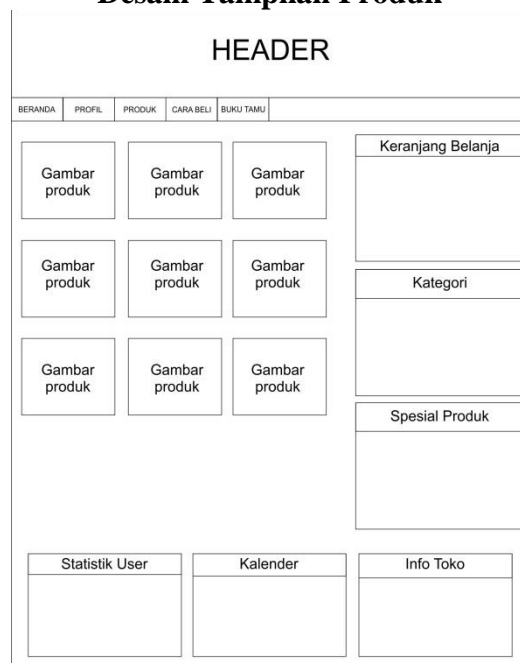 Desain Tampilan Produk
HEADER
BERANDA PROFIL PRODUK CARA BELI BUKU TAMU
Keranjang Belanja
Gambar produk
Gambar produk
Gambar produk
Gambar produk
Gambar produk
Gambar produk
Kategori
Gambar produk
Gambar produk
Gambar produk
Spesial Produk
Statistik User
Kalender
Info Toko